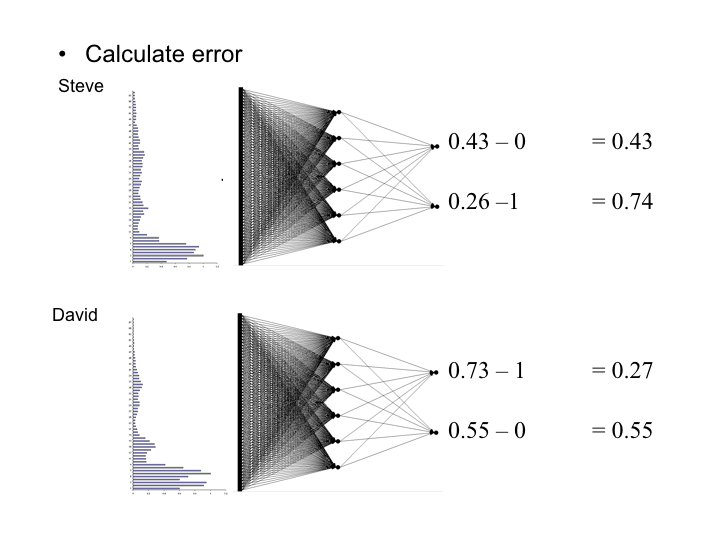 • Calculate error
Steve
0.43 – 0 = 0.43
0.26 –1 = 0.74
David
0.73 – 1 = 0.27
0.55 – 0 = 0.55